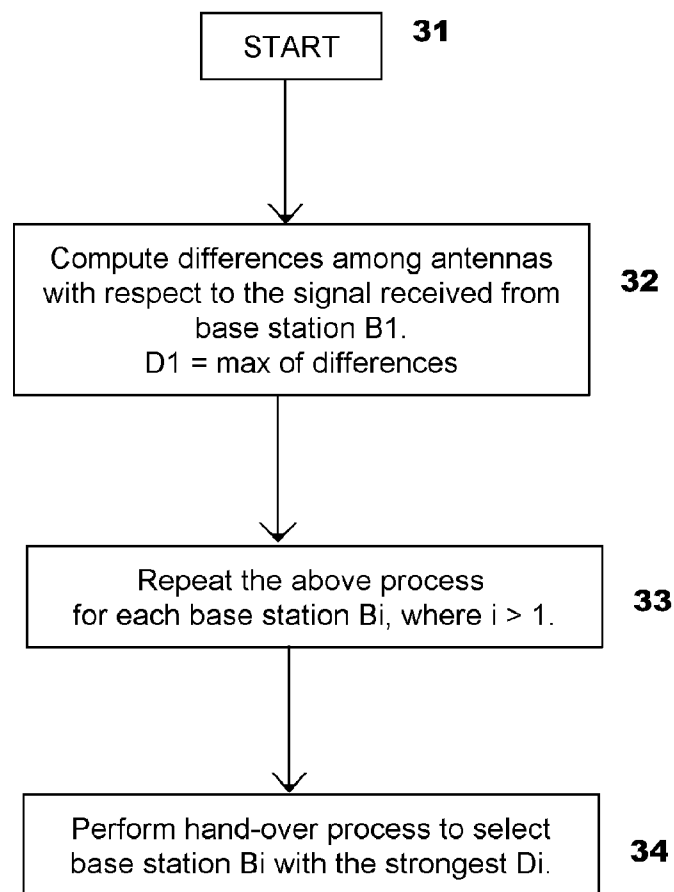 START
31
Compute differences among antennas
with respect to the signal received from
base station B1.
D1 = max of differences
32
Repeat the above process
for each base station Bi, where i > 1.
33
Perform hand-over process to select
base station Bi with the strongest Di.
34